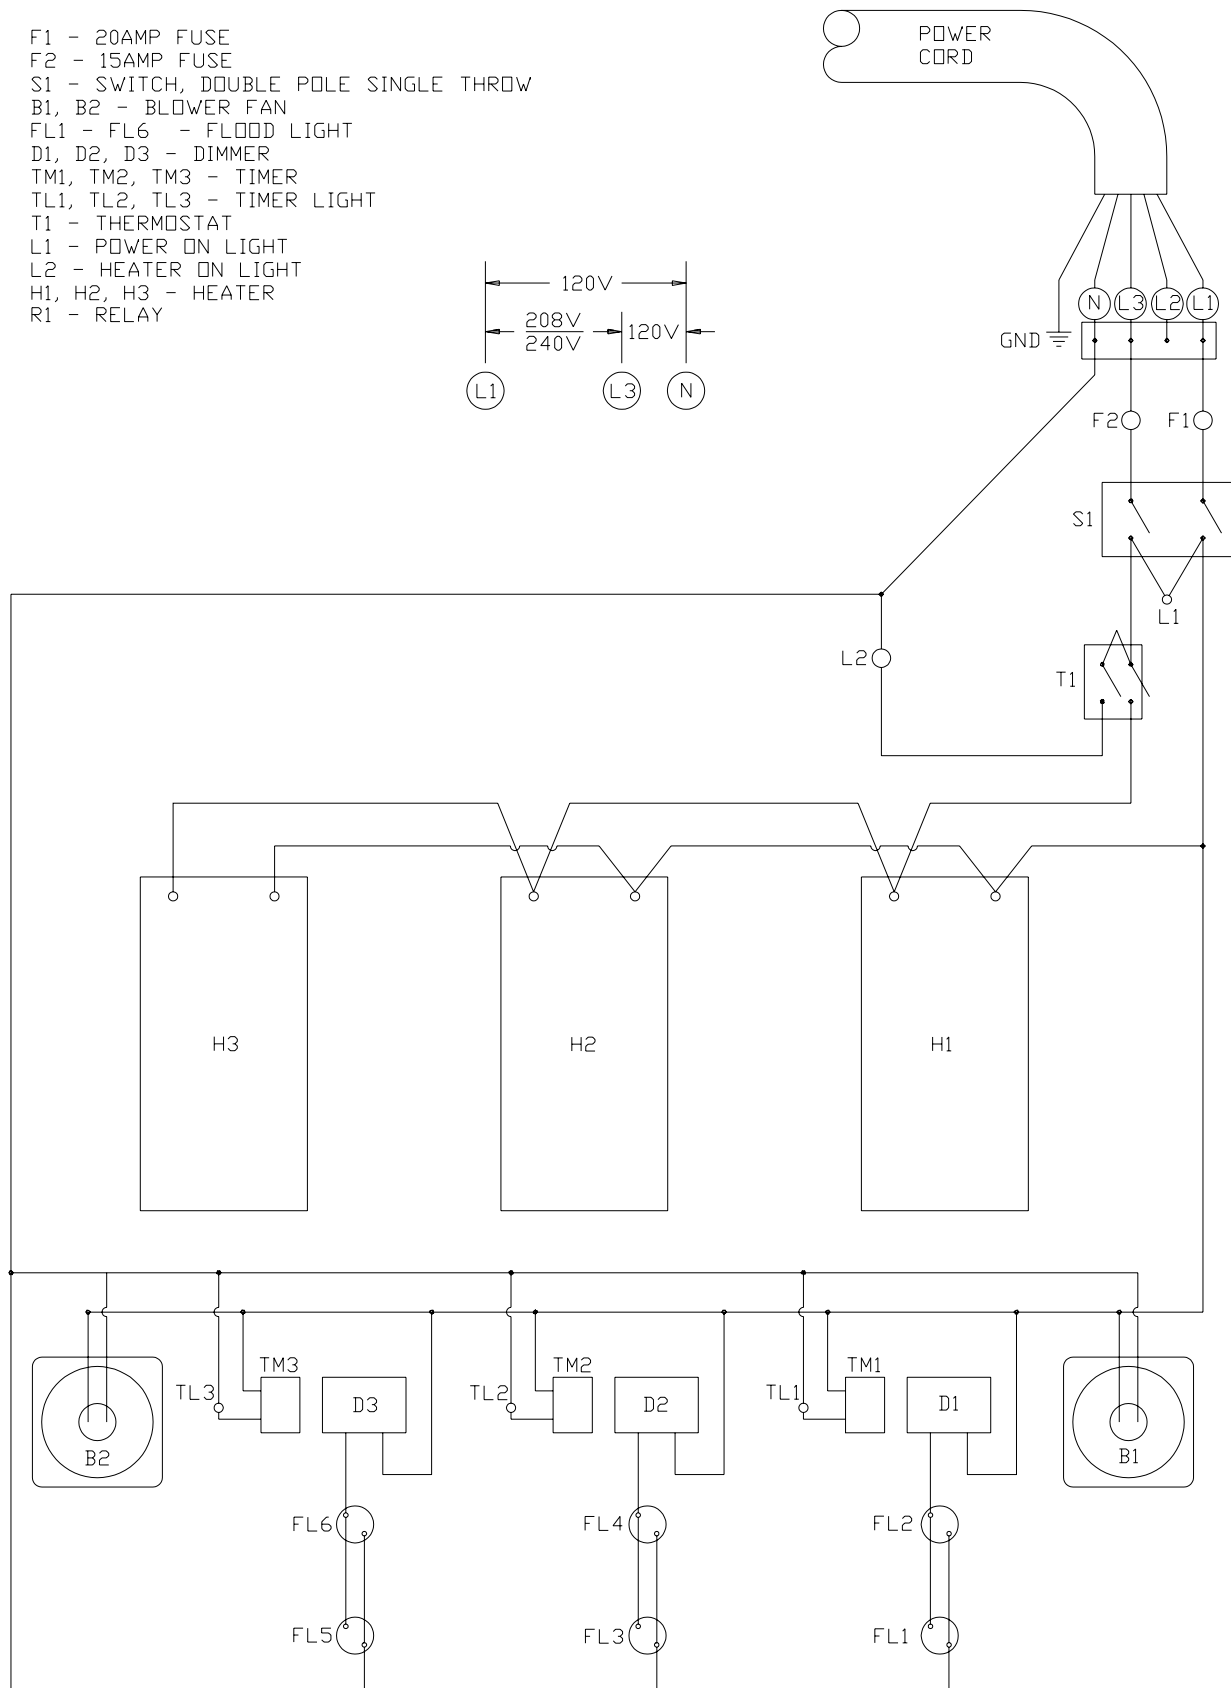 F1 - 20AMP FUSE
F2 - 15AMP FUSE
S1 - SWITCH, DOUBLE POLE SINGLE THROW
B1, B2 - BLOWER FAN
FL1 - FL6 - FLOOD LIGHT
D1, D2, D3 - DIMMER
TM1, TM2, TM3 - TIMER
TL1, TL2, TL3 - TIMER LIGHT
T1 - THERMOSTAT
L1 - POWER ON LIGHT
L2 - HEATER ON LIGHT
H1, H2, H3 - HEATER
R1 - RELAY
POWER
CORD
120V
208V
240V
120V
L1
L3
N
N
L3
L2
L1
GND
F2
F1
S1
L1
L2
T1
H3
H2
H1
TM3
TM2
TM1
TL3
D3
TL2
D2
TL1
D1
B2
B1
FL6
FL4
FL2
FL5
FL3
FL1